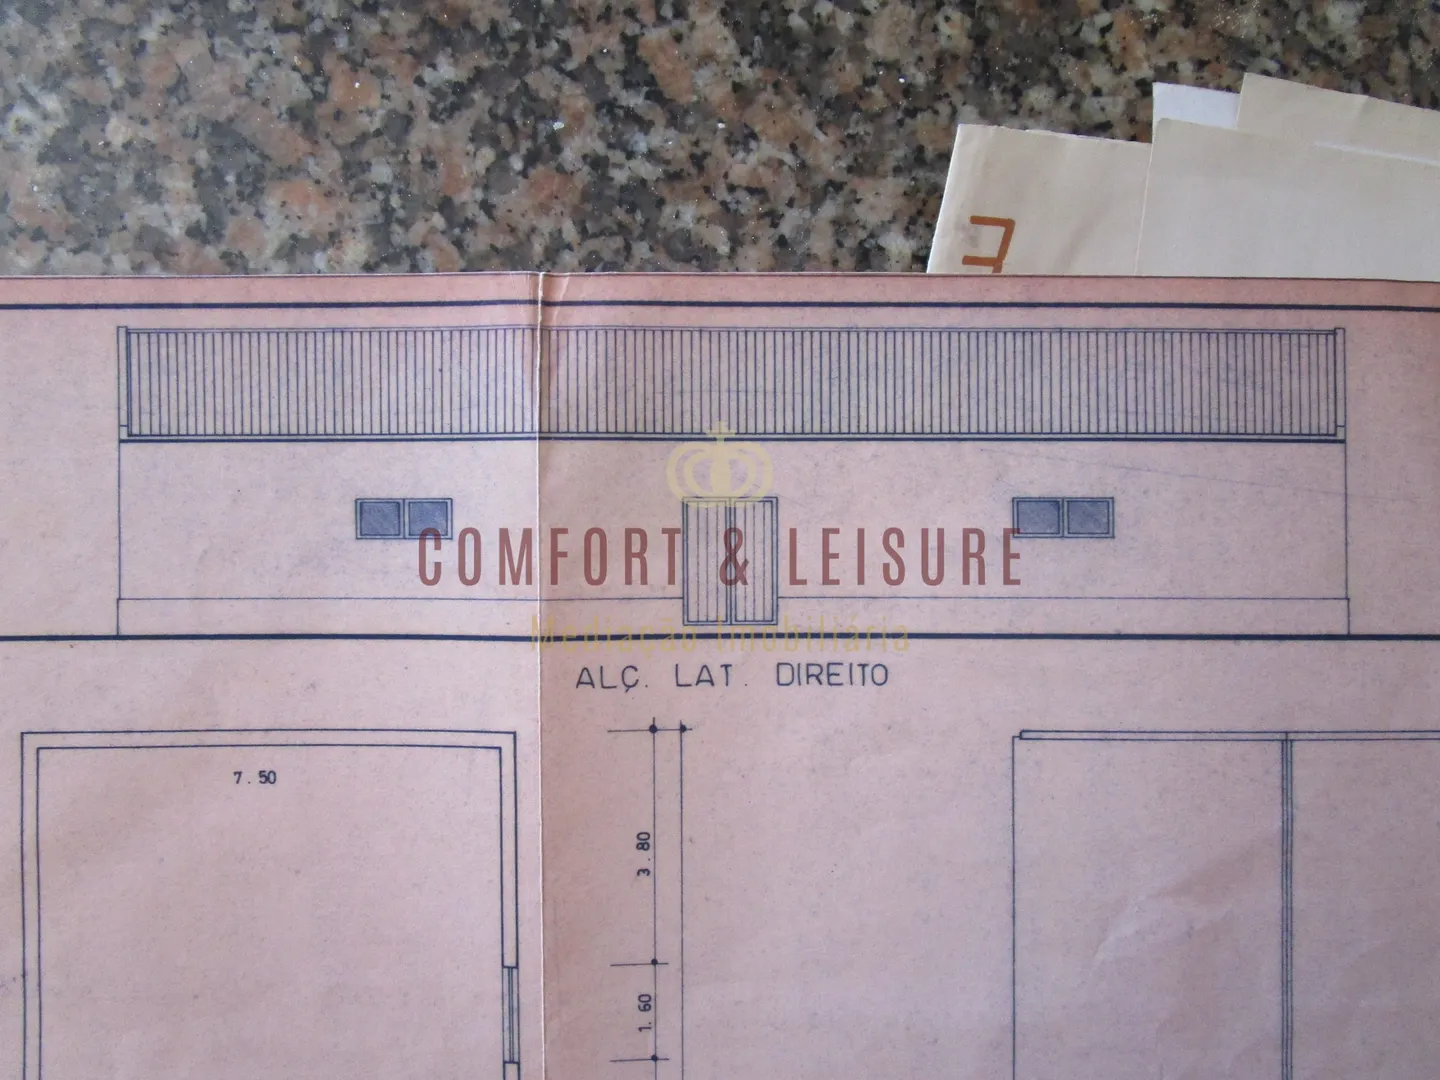 COMFORT & LEISURE
Mediação Imobiliária
ALÇ. LAT. DIREITO
7.50
3.80
1.60